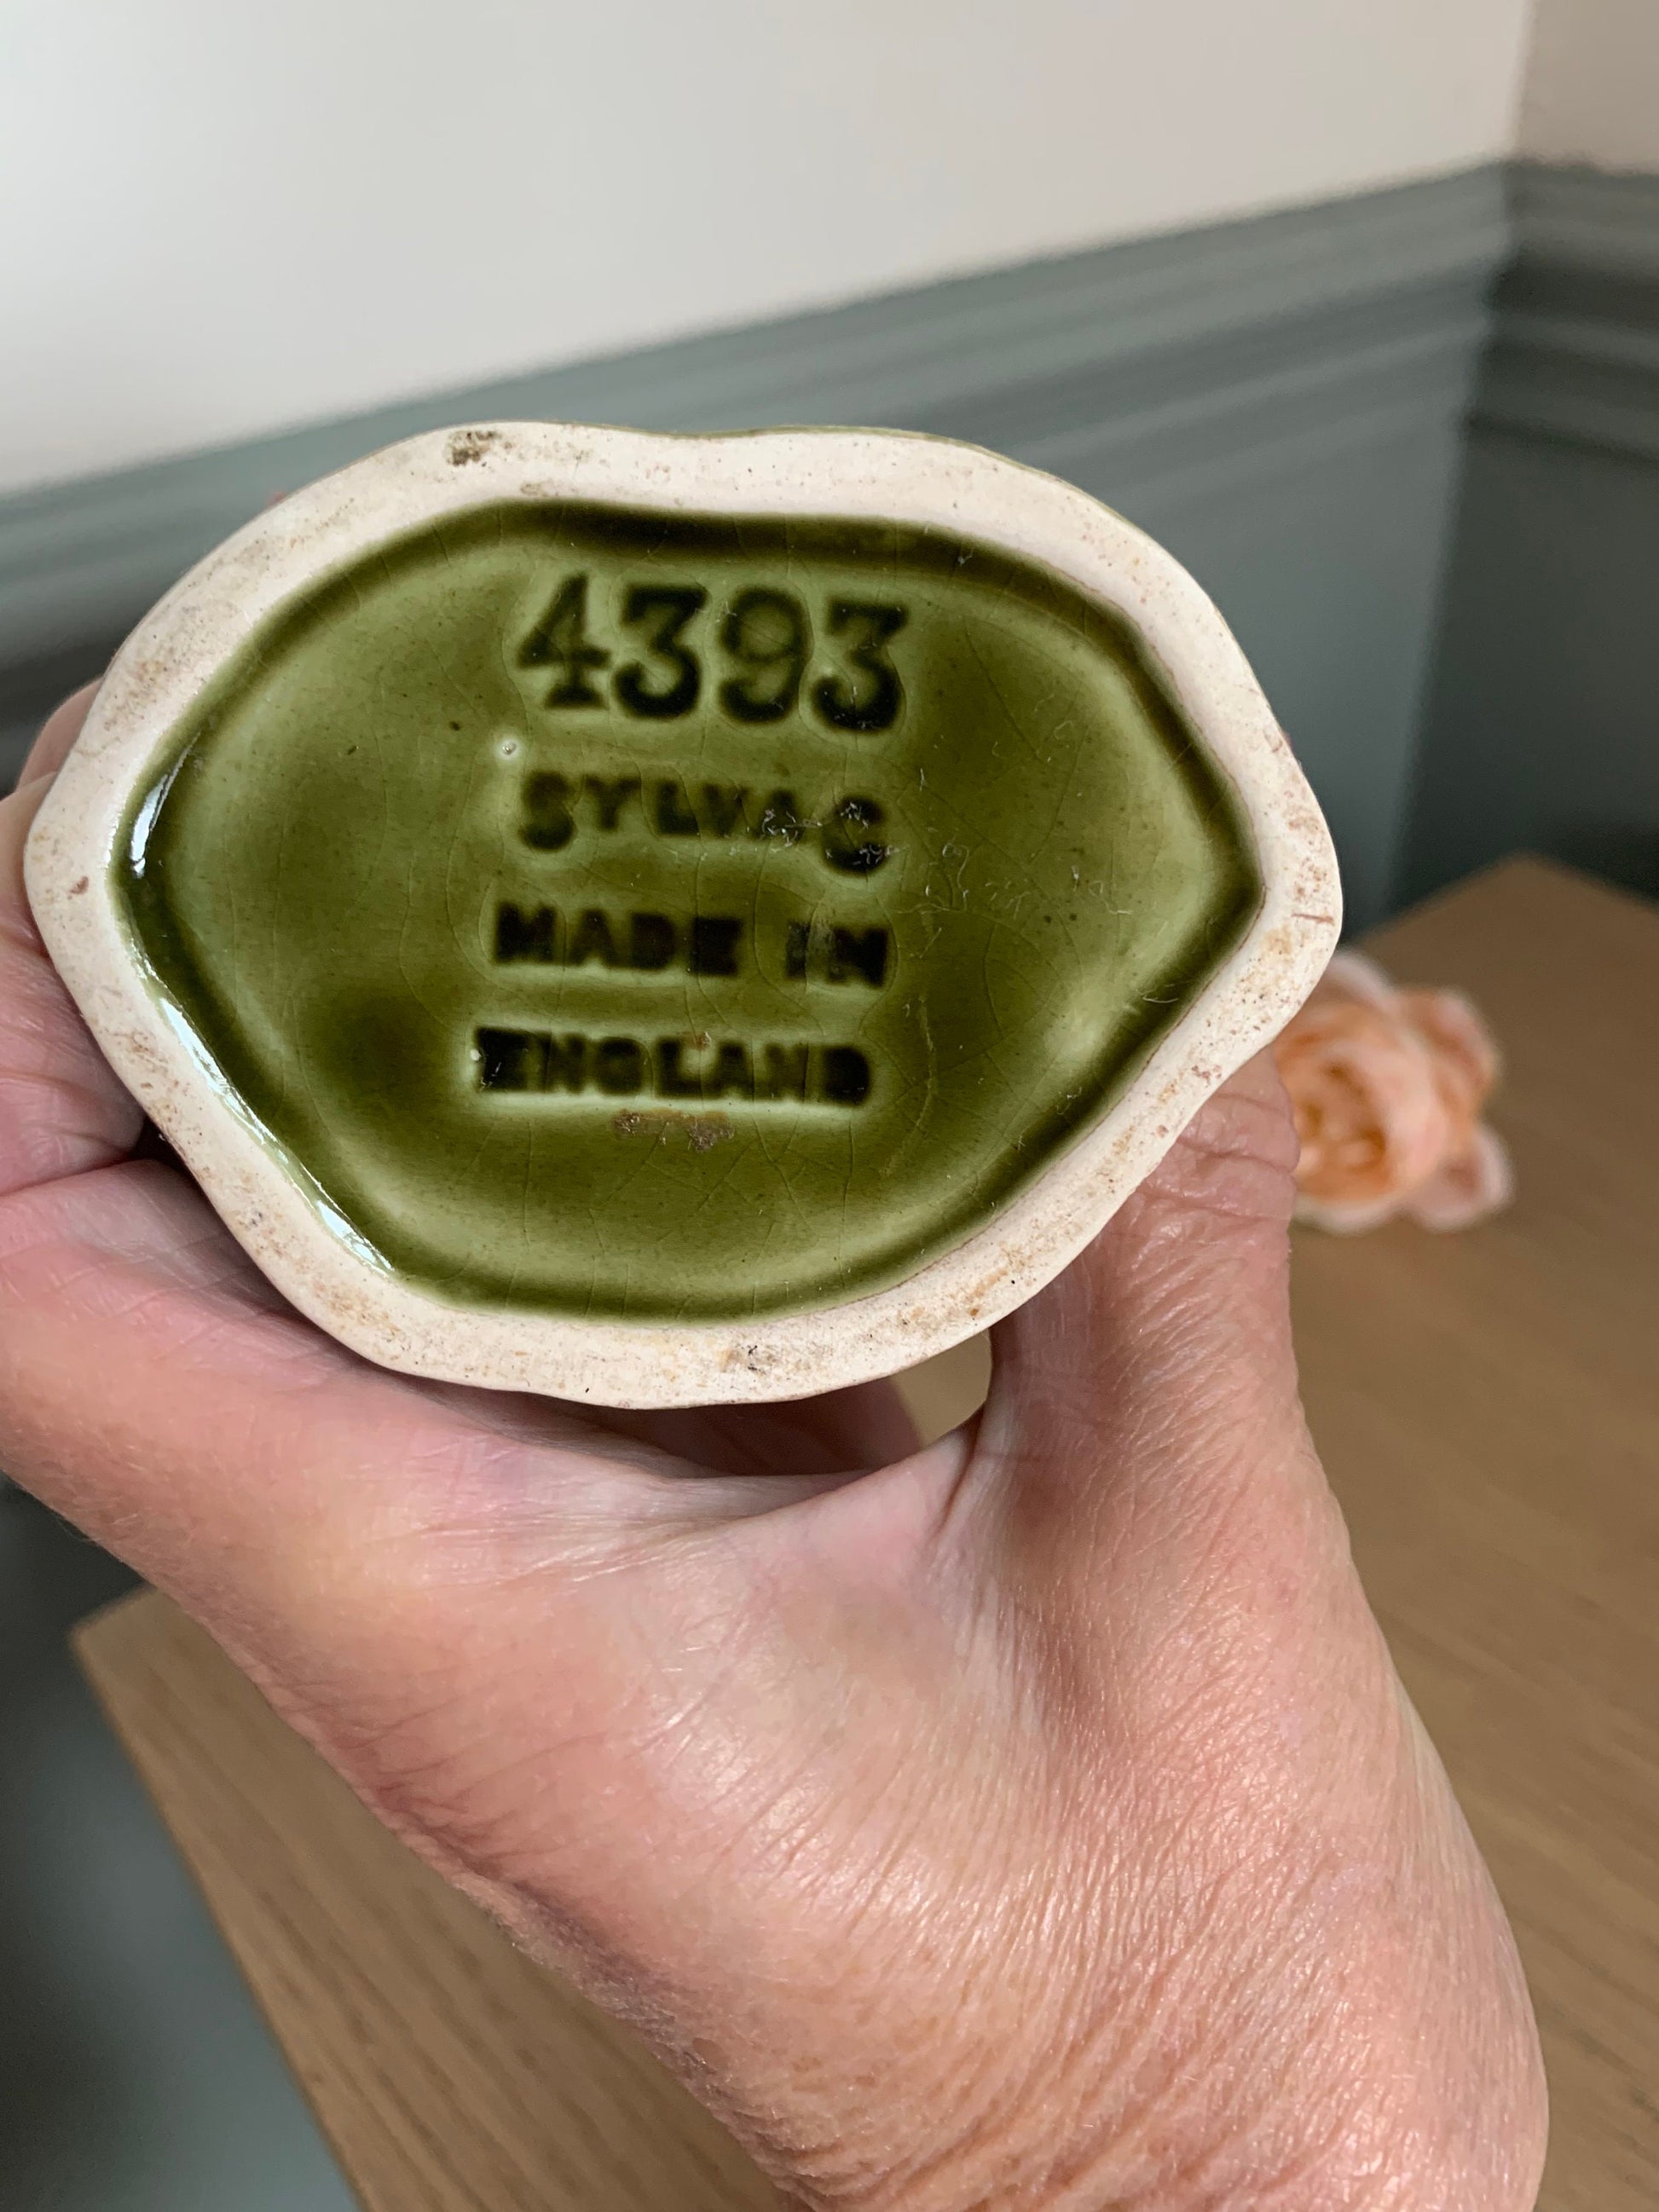 4393
SYLVAC
MADE IN
ENGLAND